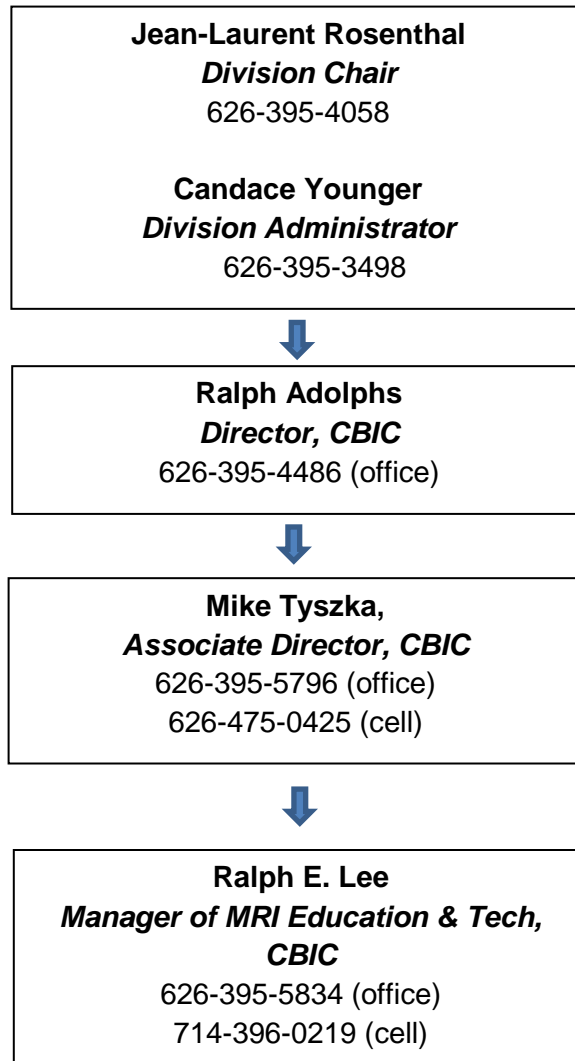 Jean-Laurent Rosenthal
Division Chair
626-395-4058
Candace Younger
Division Administrator
626-395-3498
Ralph Adolphs
Director, CBIC
626-395-4486 (office)
Mike Tyszka,
Associate Director, CBIC
626-395-5796 (office)
626-475-0425 (cell)
Ralph E. Lee
Manager of MRI Education & Tech,
CBIC
626-395-5834 (office)
714-396-0219 (cell)